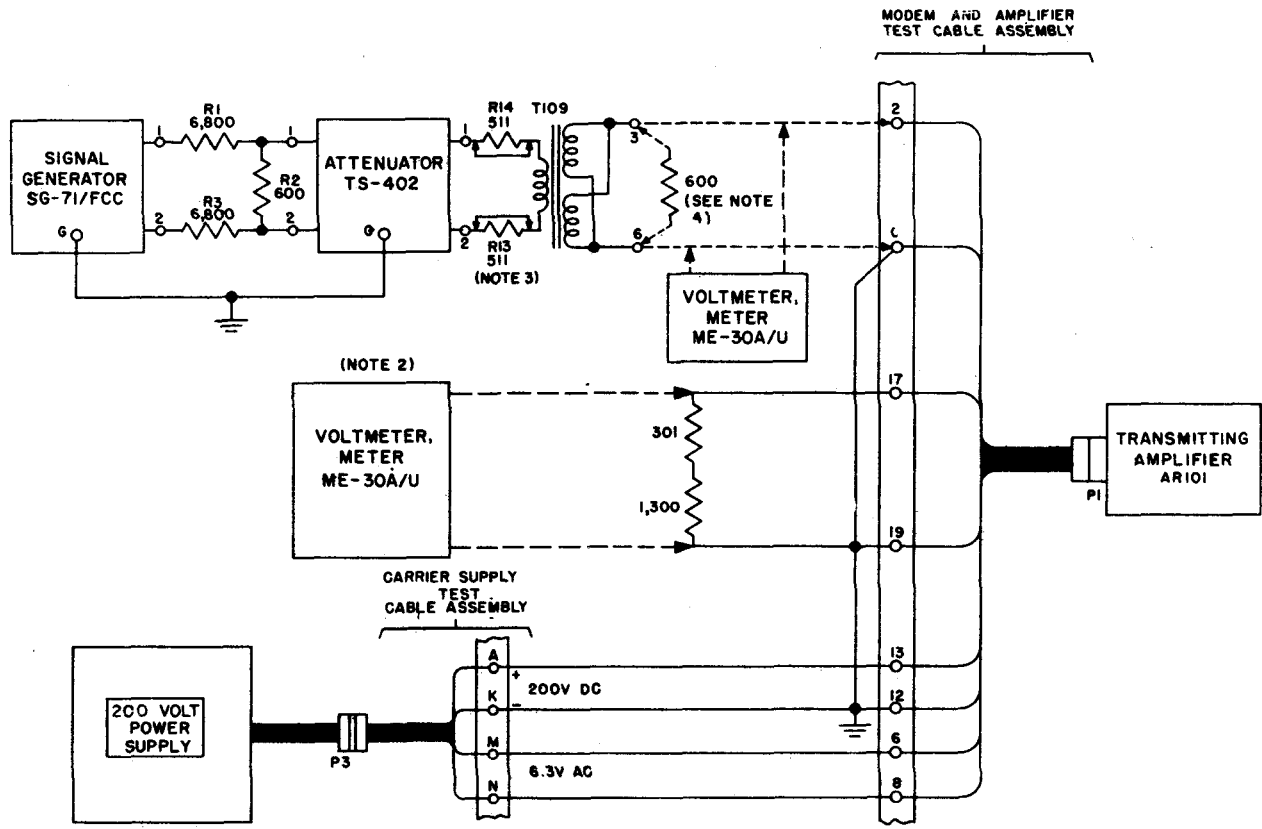 MODEM AND AMPLIFIER
TEST CABLE ASSEMBLY
SIGNAL
GENERATOR
SG-71/FCC
G
1
2
R1
6,800
R2
600
R3
6,800
1
2
ATTENUATOR
TS-402
G
1
2
R14
511
R13
511
(NOTE 3)
T109
3
6
600
(SEE NOTE
4)
VOLTMETER,
METER
ME-30A/U
2
17
19
13
12
6
8
(NOTE 2)
VOLTMETER,
METER
ME-30A/U
301
1,300
TRANSMITTING
AMPLIFIER
AR101
P1
CARRIER SUPPLY
TEST
CABLE ASSEMBLY
200 VOLT
POWER
SUPPLY
P3
A
K
M
N
+
200V DC
-
6.3V AC